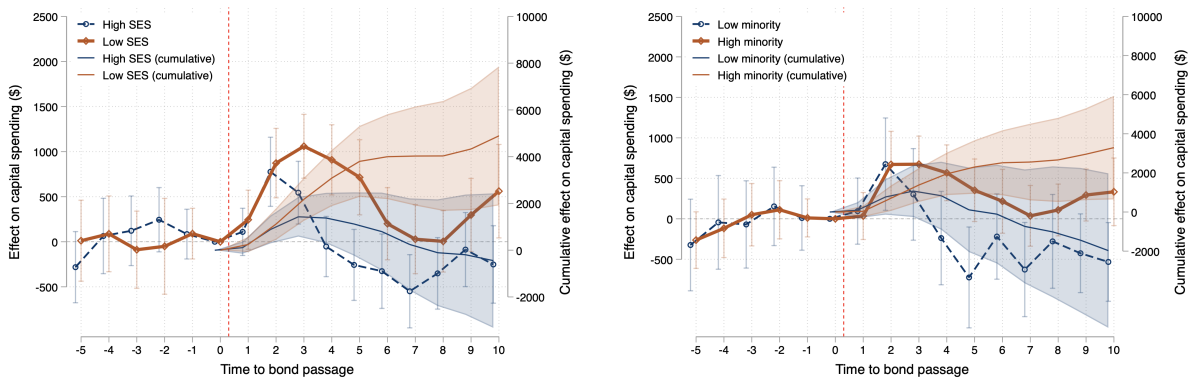 2500
2000
1500
1000
500
0
-500
Effect on capital spending ($)
High SES
Low SES
High SES (cumulative)
Low SES (cumulative)
10000
8000
6000
4000
2000
0
-2000
Cumulative effect on capital spending ($)
-5 -4 -3 -2 -1 0 1 2 3 4 5 6 7 8 9 10
Time to bond passage
2500
2000
1500
1000
500
0
-500
Effect on capital spending ($)
Low minority
High minority
Low minority (cumulative)
High minority (cumulative)
10000
8000
6000
4000
2000
0
-2000
Cumulative effect on capital spending ($)
-5 -4 -3 -2 -1 0 1 2 3 4 5 6 7 8 9 10
Time to bond passage